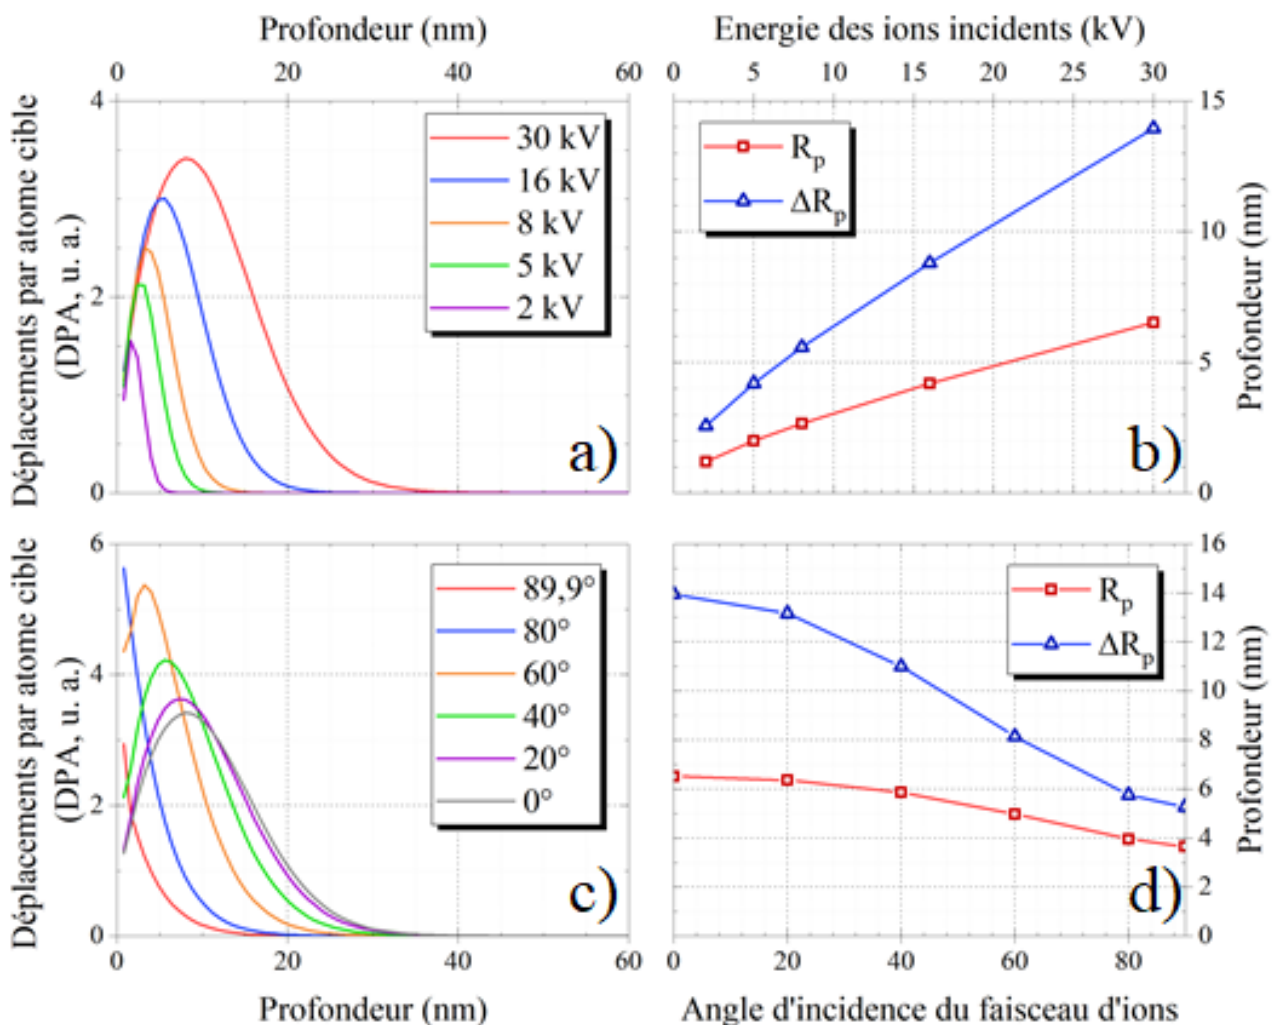 Profondeur (nm)
Energie des ions incidents (kV)
0 20 40 60
0 5 10 15 20 25 30
Déplacements par atome cible
(DPA, u. a.)
4
2
0
30 kV
16 kV
8 kV
5 kV
2 kV
a)
Rp
ΔRp
b)
15
10
5
0
Profondeur (nm)
Déplacements par atome cible
(DPA, u. a.)
6
4
2
0
89,9°
80°
60°
40°
20°
0°
c)
Rp
ΔRp
d)
16
14
12
10
8
6
4
2
0
Profondeur (nm)
0 20 40 60
0 20 40 60 80
Profondeur (nm)
Angle d'incidence du faisceau d'ions